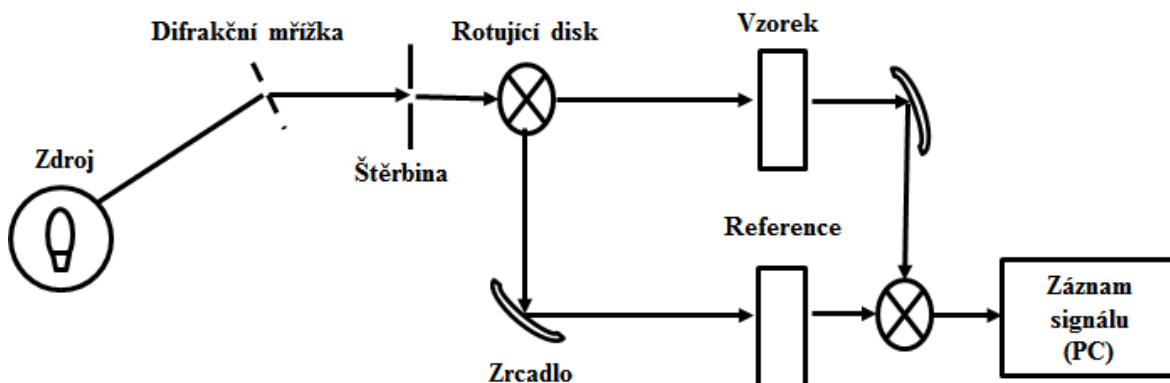 Difrakční mřížka
Rotující disk
Vzorek
Zdroj
Štěrbina
Reference
Záznam
signálu
(PC)
Zrcadlo